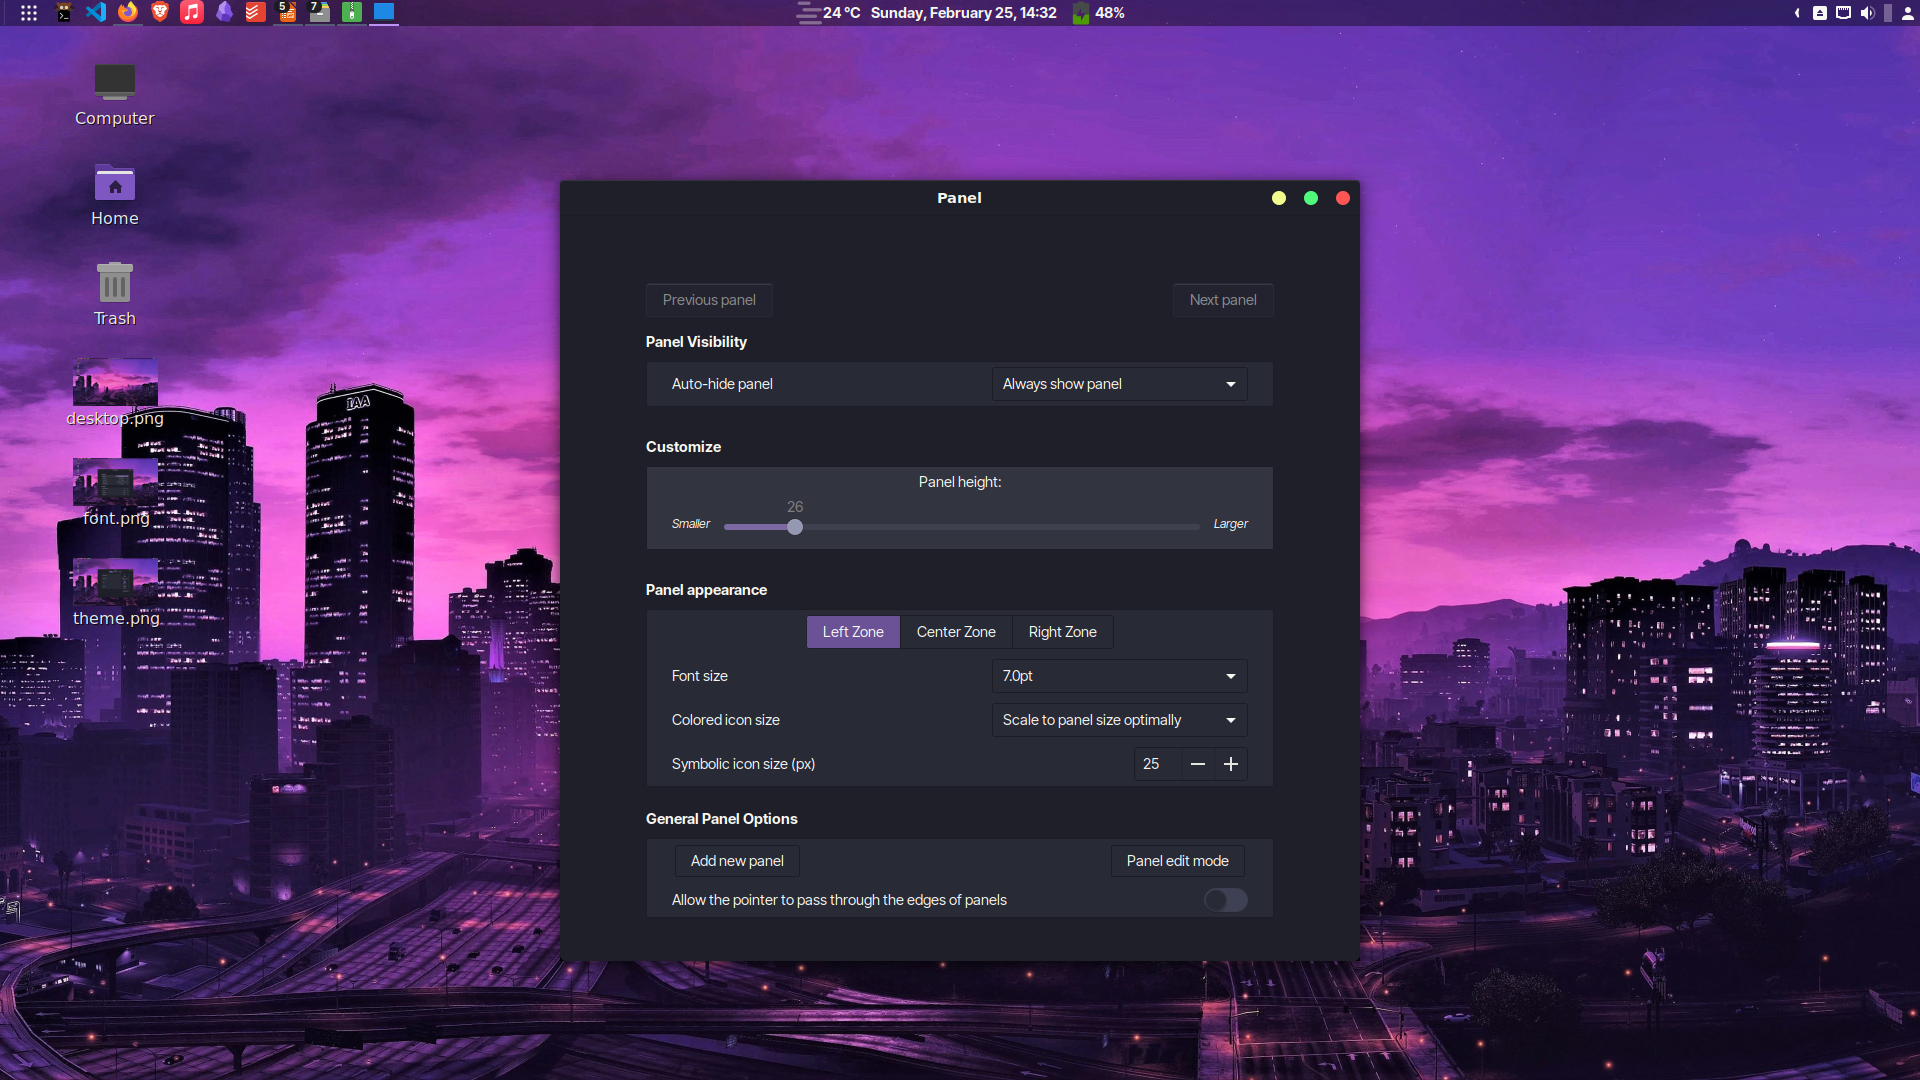 5
7
24 °C Sunday, February 25, 14:32 48%
Computer
Home
Trash
desktop.png
font.png
theme.png
IAA
Panel
Previous panel
Next panel
Panel Visibility
Auto-hide panel
Always show panel
Customize
Panel height:
26
Smaller
Larger
Panel appearance
Left Zone
Center Zone
Right Zone
Font size
7.0pt
Colored icon size
Scale to panel size optimally
Symbolic icon size (px)
25
General Panel Options
Add new panel
Panel edit mode
Allow the pointer to pass through the edges of panels